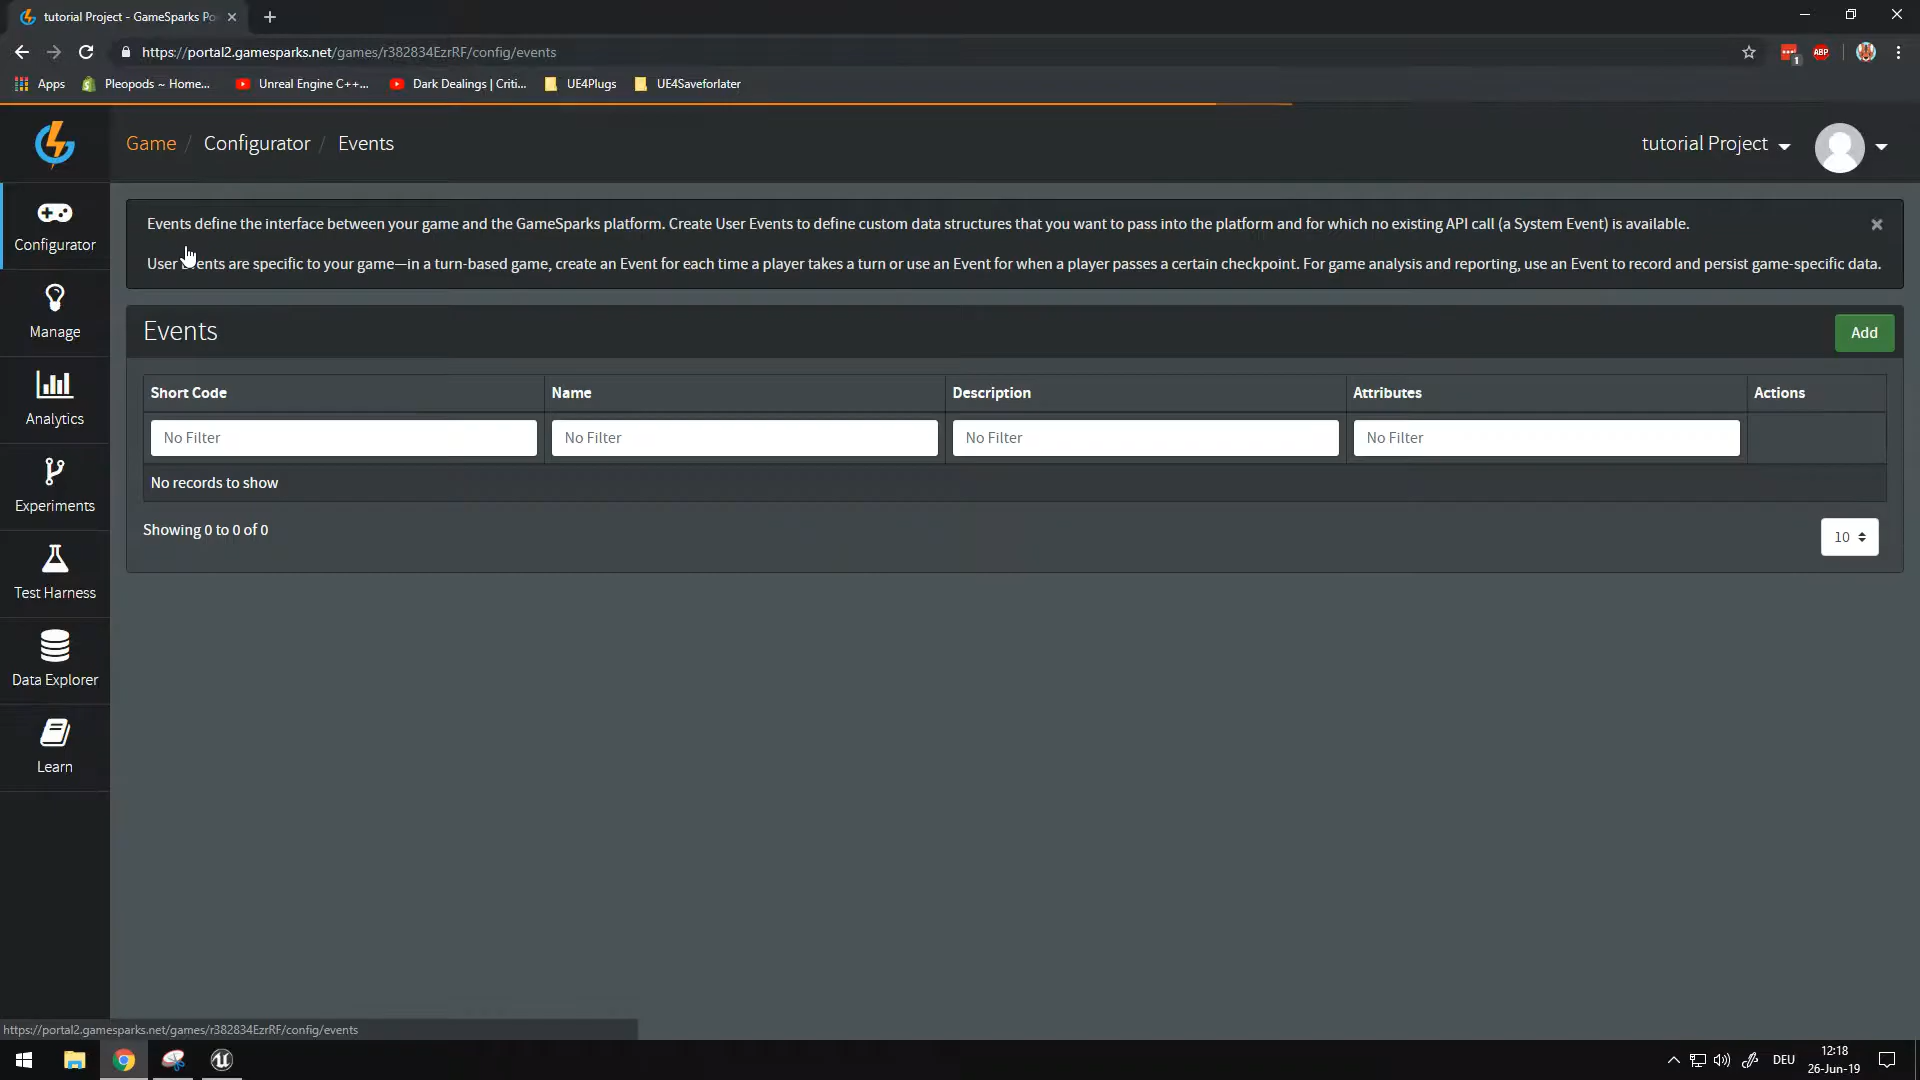 tutorial Project - GameSparks Po
https://portal2.gamesparks.net/games/r382834EzrRF/config/events
1
ABP
Apps
Pleopods ~ Home...
Unreal Engine C++...
Dark Dealings | Criti...
UE4Plugs
UE4Saveforlater
Game / Configurator / Events
tutorial Project
Configurator
Manage
Analytics
Experiments
Test Harness
Data Explorer
Learn
Events define the interface between your game and the GameSparks platform. Create User Events to define custom data structures that you want to pass into the platform and for which no existing API call (a System Event) is available.
User Events are specific to your game—in a turn-based game, create an Event for each time a player takes a turn or use an Event for when a player passes a certain checkpoint. For game analysis and reporting, use an Event to record and persist game-specific data.
Events
Add
Short Code Name Description Attributes Actions
No Filter No Filter No Filter No Filter
No records to show
Showing 0 to 0 of 0
10
https://portal2.gamesparks.net/games/r382834EzrRF/config/events
DEU
12:18
26-Jun-19